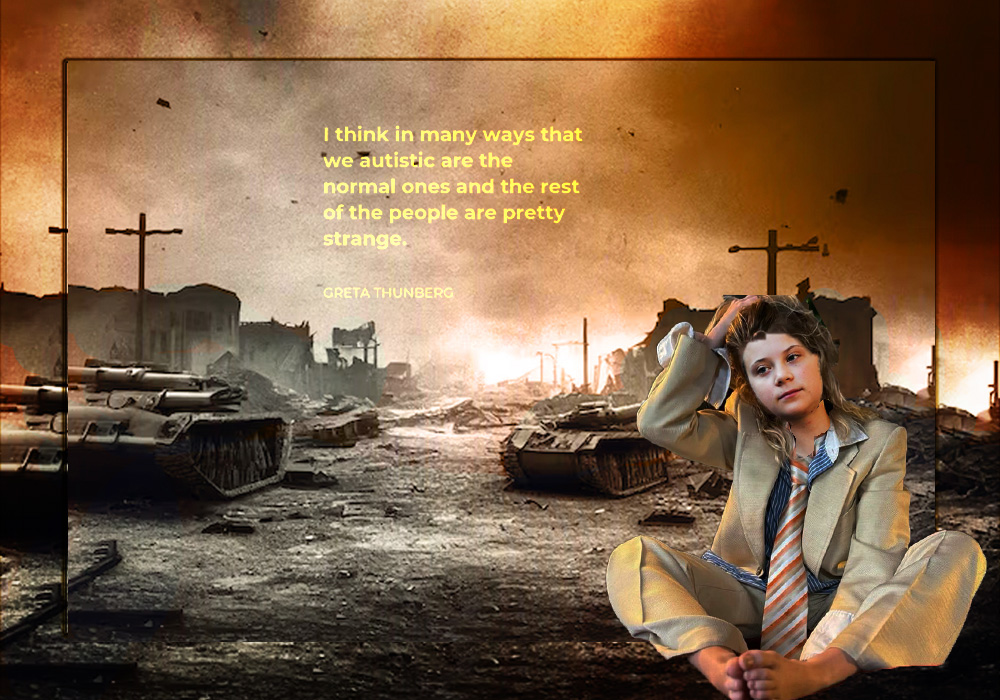 I think in many ways that
we autistic are the
normal ones and the rest
of the people are pretty
strange.
GRETA THUNBERG